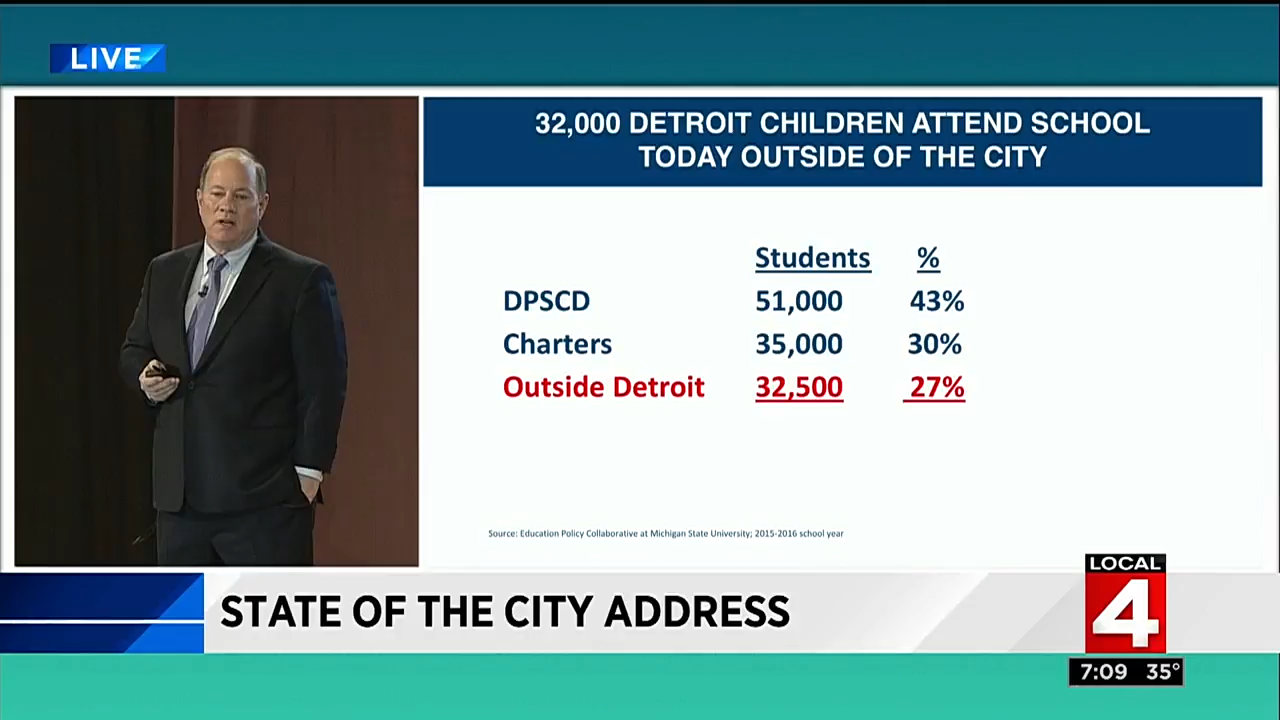 LIVE
32,000 DETROIT CHILDREN ATTEND SCHOOL
TODAY OUTSIDE OF THE CITY
Students %
DPSCD 51,000 43%
Charters 35,000 30%
Outside Detroit 32,500 27%
Source: Education Policy Collaborative at Michigan State University; 2015-2016 school year
STATE OF THE CITY ADDRESS
LOCAL
4
7:09 35°